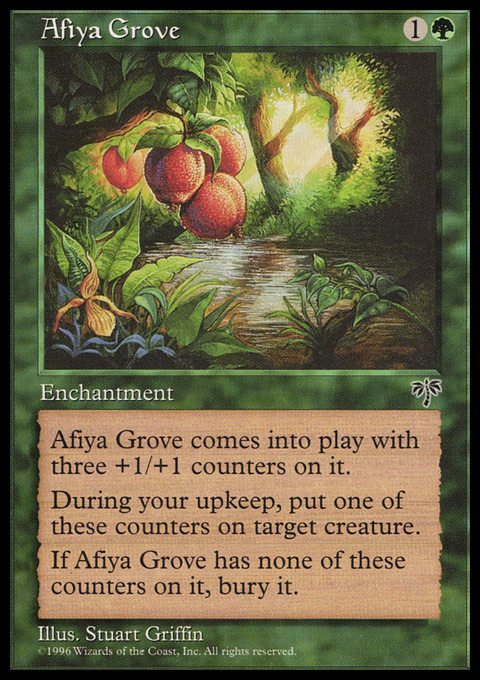 Afiya Grove 1
Enchantment
Afiya Grove comes into play with
three +1/+1 counters on it.
During your upkeep, put one of
these counters on target creature.
If Afiya Grove has none of these
counters on it, bury it.
Illus. Stuart Griffin
©1996 Wizards of the Coast, Inc. All rights reserved.